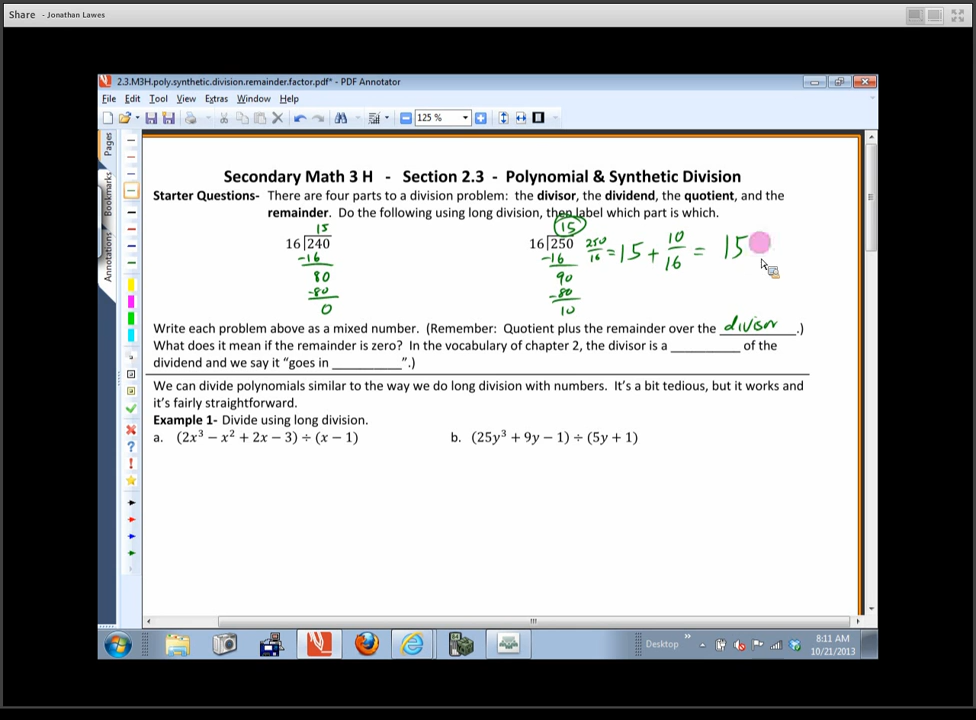 Share - Jonathan Lawes
2.3.M3H.poly.synthetic.division.remainder.factor.pdf* - PDF Annotator
File Edit Tool View Extras Window Help
125 %
Pages
Bookmarks
Annotations
Secondary Math 3 H - Section 2.3 - Polynomial & Synthetic Division
Starter Questions- There are four parts to a division problem: the divisor, the dividend, the quotient, and the
remainder. Do the following using long division, then label which part is which.
15
16|240
-16
80
-80
0
15
16|250
-16
90
-80
10
250/16 = 15 + 10/16 = 15
Write each problem above as a mixed number. (Remember: Quotient plus the remainder over the divisor.)
What does it mean if the remainder is zero? In the vocabulary of chapter 2, the divisor is a __________ of the
dividend and we say it “goes in __________”.)
We can divide polynomials similar to the way we do long division with numbers. It’s a bit tedious, but it works and
it’s fairly straightforward.
Example 1- Divide using long division.
a. (2x³ − x² + 2x − 3) ÷ (x − 1) b. (25y³ + 9y − 1) ÷ (5y + 1)
Desktop
8:11 AM
10/21/2013